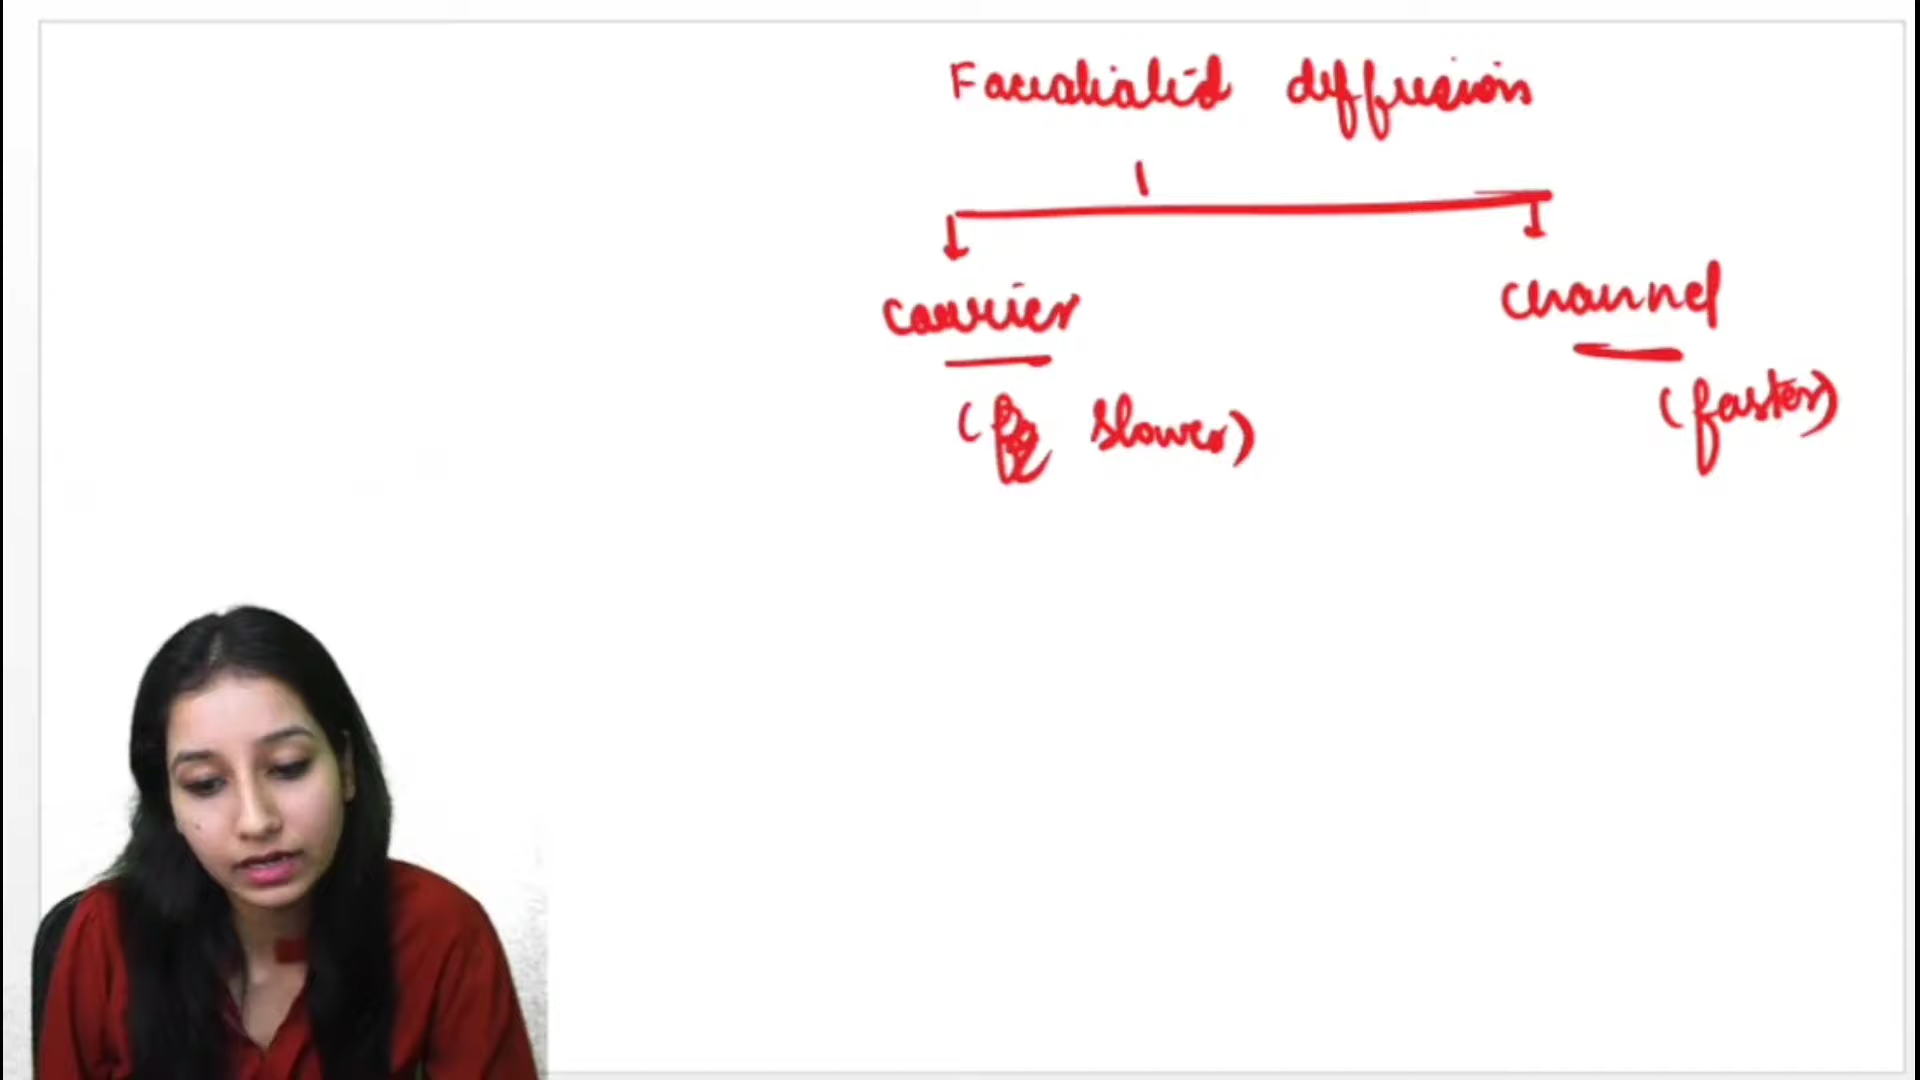 Facilitated diffusion
carrier
channel
(slower)
(faster)